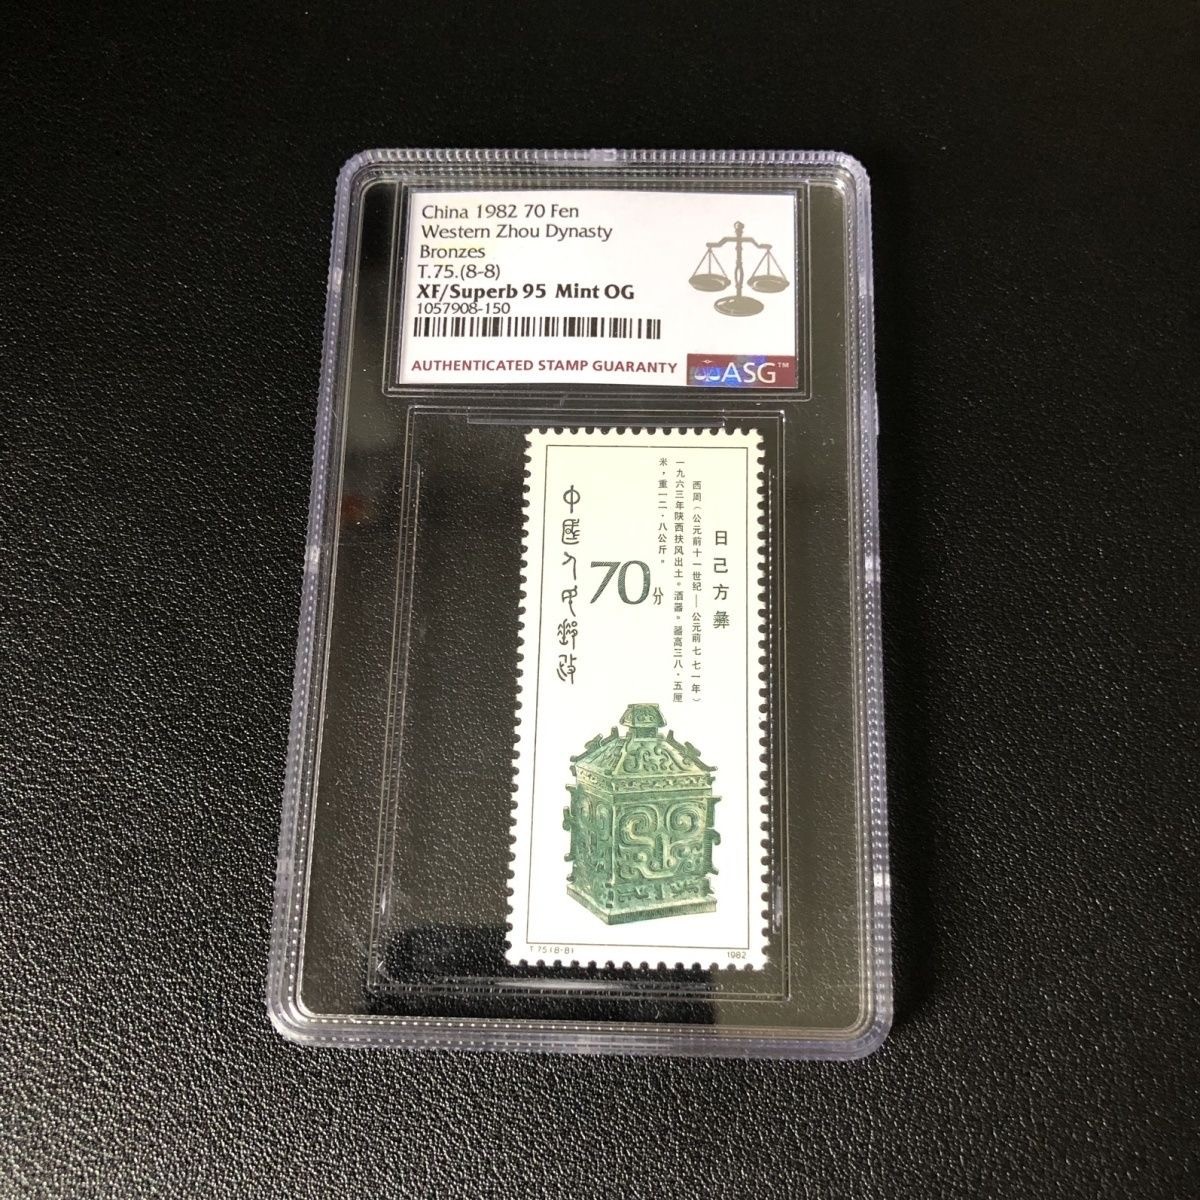 China 1982 70 Fen
Western Zhou Dynasty
Bronzes
T.75.(8-8)
XF/Superb 95 Mint OG
1057908-150
AUTHENTICATED STAMP GUARANTY
ASG™
日己方彝
西周(公元前十一世纪—公元前七七一年)
一九六三年陕西扶风出土。酒器。器高三八·五厘
米,重一二·八公斤。
70分
中國人民郵政
T.75.(8-8)
1982